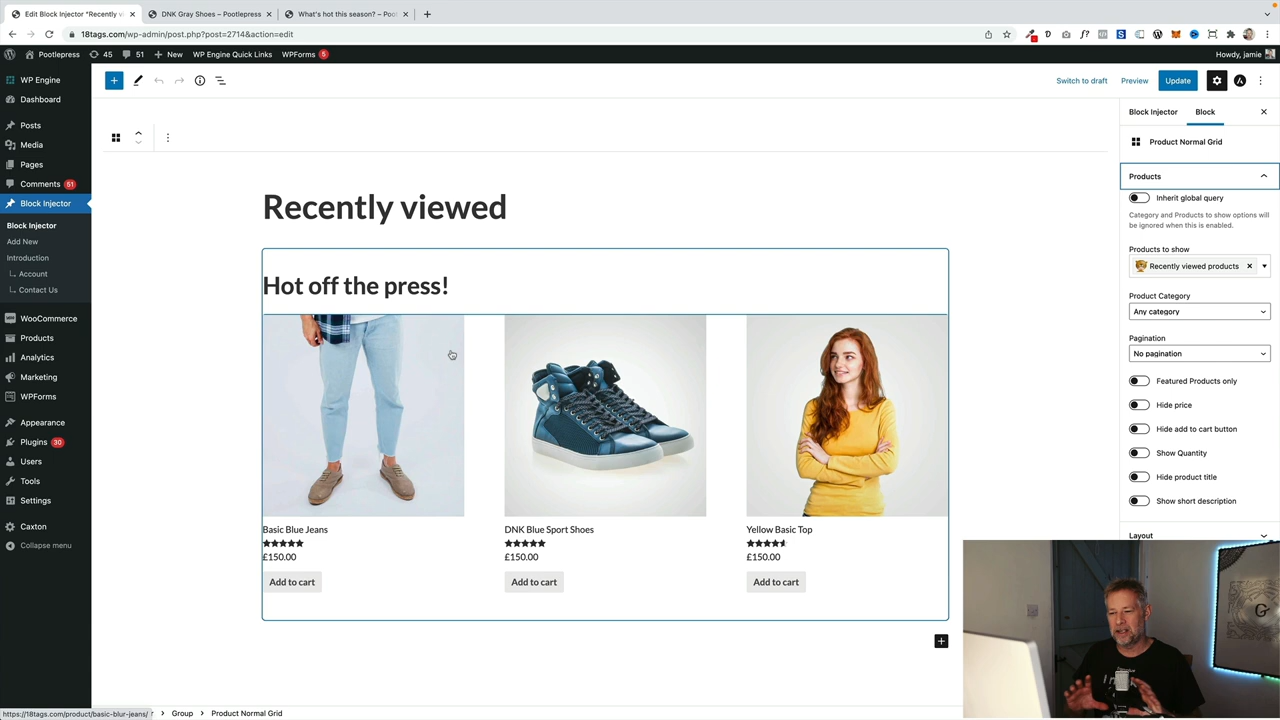 Edit Block Injector "Recently v
DNK Gray Shoes – Pootlepress
What's hot this season? – Poot
18tags.com/wp-admin/post.php?post=2714&action=edit
Pootlepress
45
51
New
WP Engine Quick Links
WPForms
5
Howdy, jamie
WP Engine
Dashboard
Posts
Media
Pages
Comments
51
Block Injector
Block Injector
Add New
Introduction
Account
Contact Us
WooCommerce
Products
Analytics
Marketing
WPForms
Appearance
Plugins
30
Users
Tools
Settings
Caxton
Collapse menu
Switch to draft
Preview
Update
Recently viewed
Hot off the press!
Basic Blue Jeans
£150.00
Add to cart
DNK Blue Sport Shoes
£150.00
Add to cart
Yellow Basic Top
£150.00
Add to cart
Block Injector
Block
Product Normal Grid
Products
Inherit global query
Category and Products to show options will
be ignored when this is enabled.
Products to show
Recently viewed products
Product Category
Any category
Pagination
No pagination
Featured Products only
Hide price
Hide add to cart button
Show Quantity
Hide product title
Show short description
Layout
https://18tags.com/product/basic-blur-jeans/
Group
Product Normal Grid